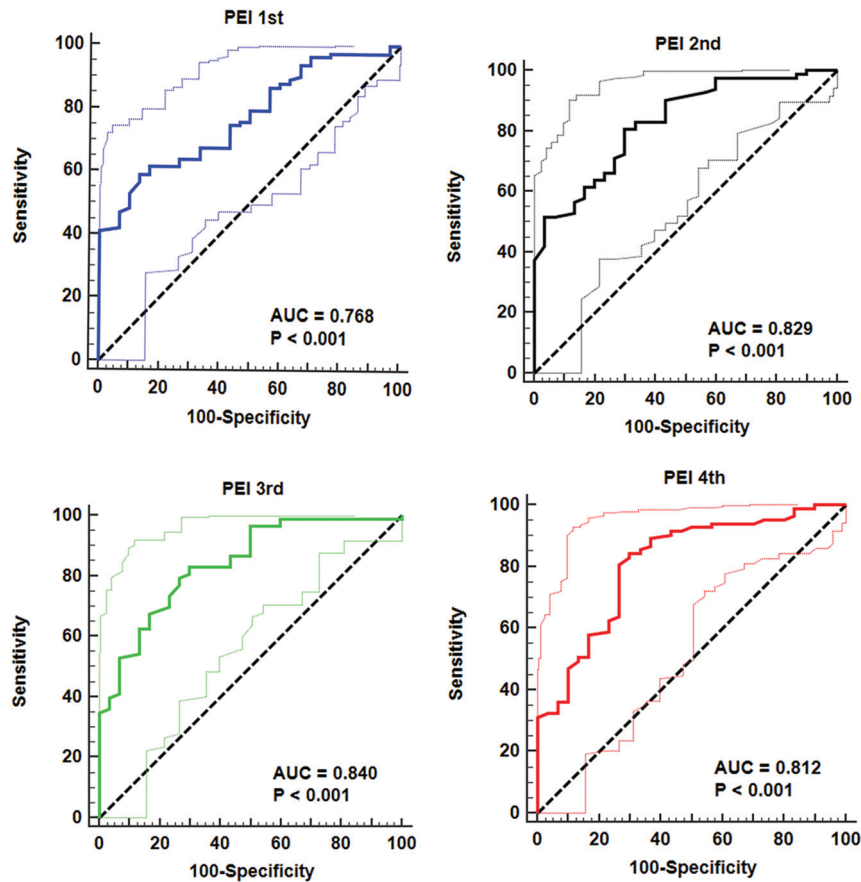 PEI 1st
100
80
60
40
20
0
Sensitivity
AUC = 0.768
P < 0.001
0 20 40 60 80 100
100-Specificity
PEI 2nd
100
80
60
40
20
0
Sensitivity
AUC = 0.829
P < 0.001
0 20 40 60 80 100
100-Specificity
PEI 3rd
100
80
60
40
20
0
Sensitivity
AUC = 0.840
P < 0.001
0 20 40 60 80 100
100-Specificity
PEI 4th
100
80
60
40
20
0
Sensitivity
AUC = 0.812
P < 0.001
0 20 40 60 80 100
100-Specificity